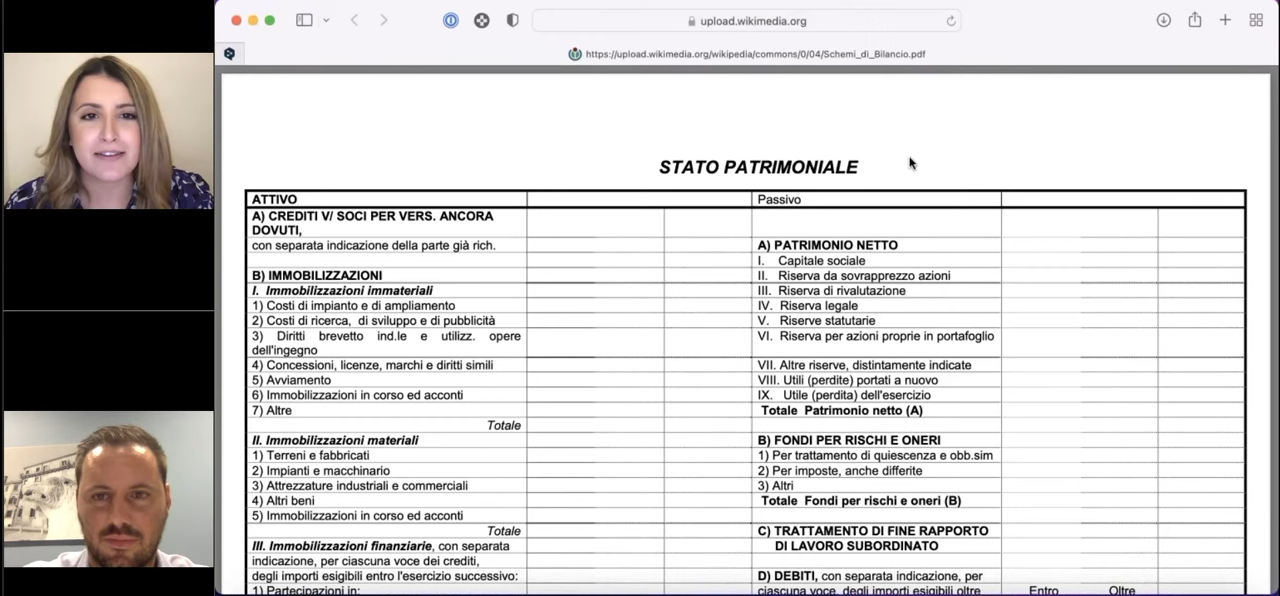 upload.wikimedia.org
https://upload.wikimedia.org/wikipedia/commons/0/04/Schemi_di_Bilancio.pdf
STATO PATRIMONIALE
ATTIVO
A) CREDITI V/ SOCI PER VERS. ANCORA
DOVUTI,
con separata indicazione della parte già rich.
B) IMMOBILIZZAZIONI
I. Immobilizzazioni immateriali
1) Costi di impianto e di ampliamento
2) Costi di ricerca, di sviluppo e di pubblicità
3) Diritti brevetto ind.le e utilizz. opere
dell'ingegno
4) Concessioni, licenze, marchi e diritti simili
5) Avviamento
6) Immobilizzazioni in corso ed acconti
7) Altre
Totale
II. Immobilizzazioni materiali
1) Terreni e fabbricati
2) Impianti e macchinario
3) Attrezzature industriali e commerciali
4) Altri beni
5) Immobilizzazioni in corso ed acconti
Totale
III. Immobilizzazioni finanziarie, con separata
indicazione, per ciascuna voce dei crediti,
degli importi esigibili entro l'esercizio successivo:
1) Partecipazioni in:
Passivo
A) PATRIMONIO NETTO
I. Capitale sociale
II. Riserva da sovrapprezzo azioni
III. Riserva di rivalutazione
IV. Riserva legale
V. Riserve statutarie
VI. Riserva per azioni proprie in portafoglio
VII. Altre riserve, distintamente indicate
VIII. Utili (perdite) portati a nuovo
IX. Utile (perdita) dell'esercizio
Totale Patrimonio netto (A)
B) FONDI PER RISCHI E ONERI
1) Per trattamento di quiescenza e obb.sim
2) Per imposte, anche differite
3) Altri
Totale Fondi per rischi e oneri (B)
C) TRATTAMENTO DI FINE RAPPORTO
DI LAVORO SUBORDINATO
D) DEBITI, con separata indicazione, per
ciascuna voce, degli importi esigibili oltre
Entro Oltre